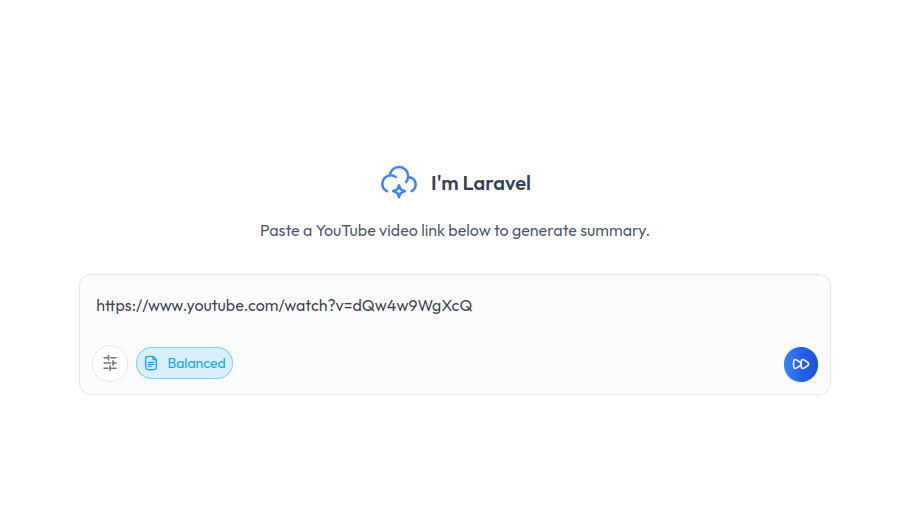 I'm Laravel
Paste a YouTube video link below to generate summary.
https://www.youtube.com/watch?v=dQw4w9WgXcQ
Balanced